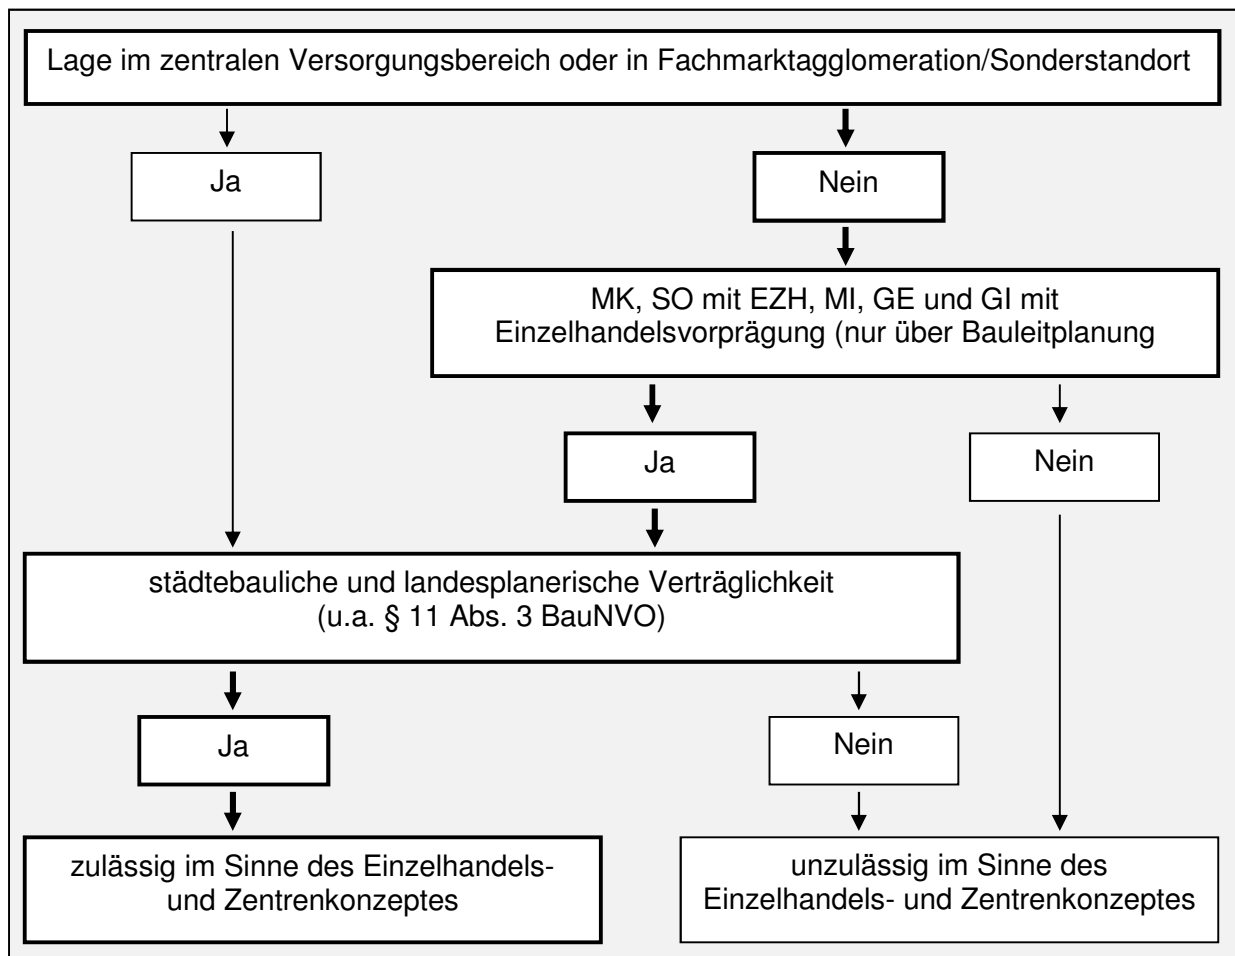 Lage im zentralen Versorgungsbereich oder in Fachmarktagglomeration/Sonderstandort
Ja
Nein
MK, SO mit EZH, MI, GE und GI mit
Einzelhandelsvorprägung (nur über Bauleitplanung
Ja
Nein
städtebauliche und landesplanerische Verträglichkeit
(u.a. § 11 Abs. 3 BauNVO)
Ja
Nein
zulässig im Sinne des Einzelhandels-
und Zentrenkonzeptes
unzulässig im Sinne des
Einzelhandels- und Zentrenkonzeptes